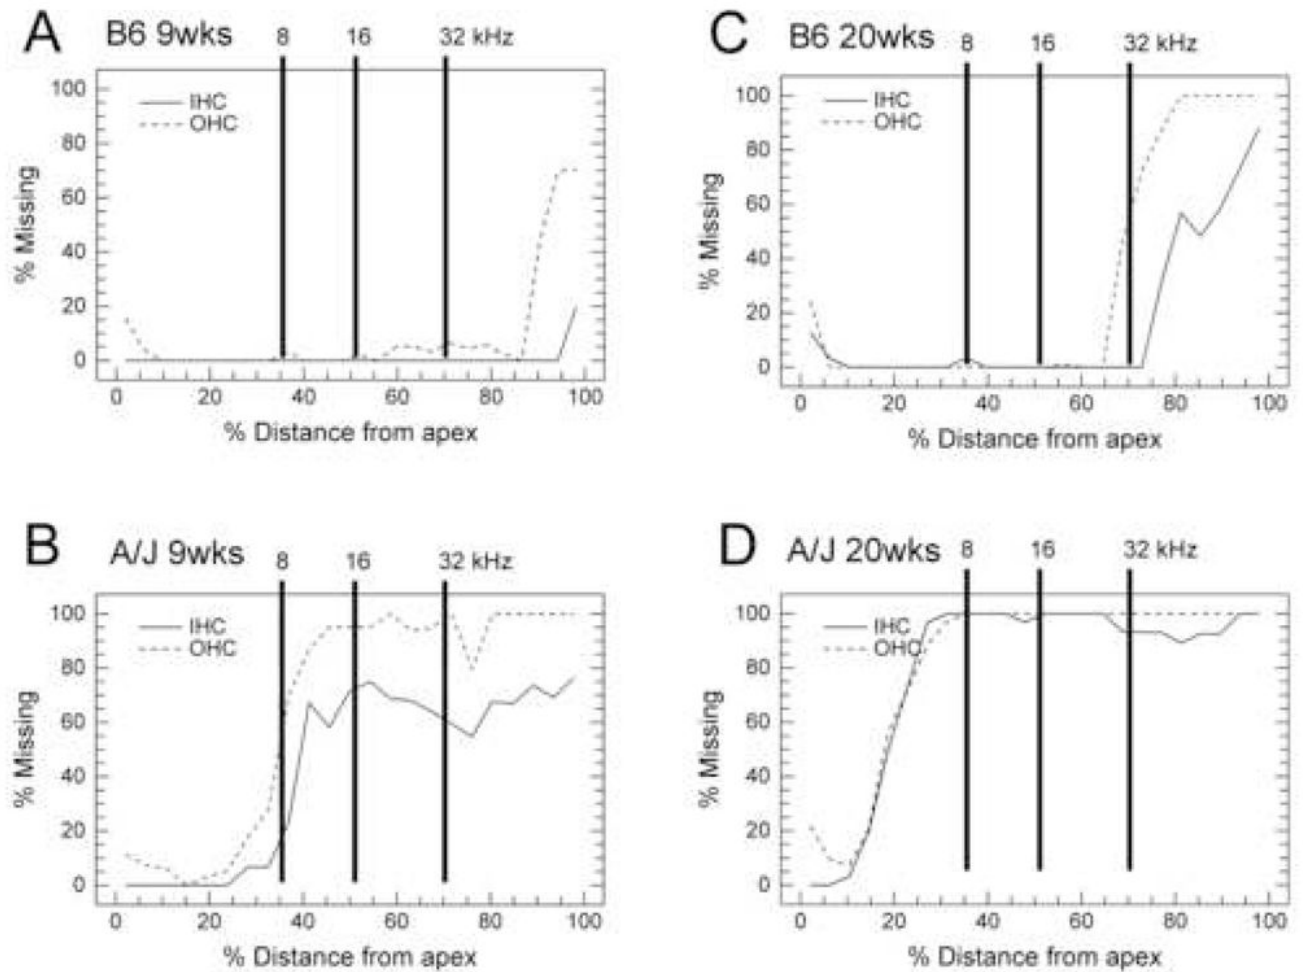 A B6 9wks 8 16 32 kHz
IHC
OHC
100
80
60
40
20
0
% Missing
0 20 40 60 80 100
% Distance from apex
C B6 20wks 8 16 32 kHz
IHC
OHC
100
80
60
40
20
0
% Missing
0 20 40 60 80 100
% Distance from apex
B A/J 9wks 8 16 32 kHz
IHC
OHC
100
80
60
40
20
0
% Missing
0 20 40 60 80 100
% Distance from apex
D A/J 20wks 8 16 32 kHz
IHC
OHC
100
80
60
40
20
0
% Missing
0 20 40 60 80 100
% Distance from apex